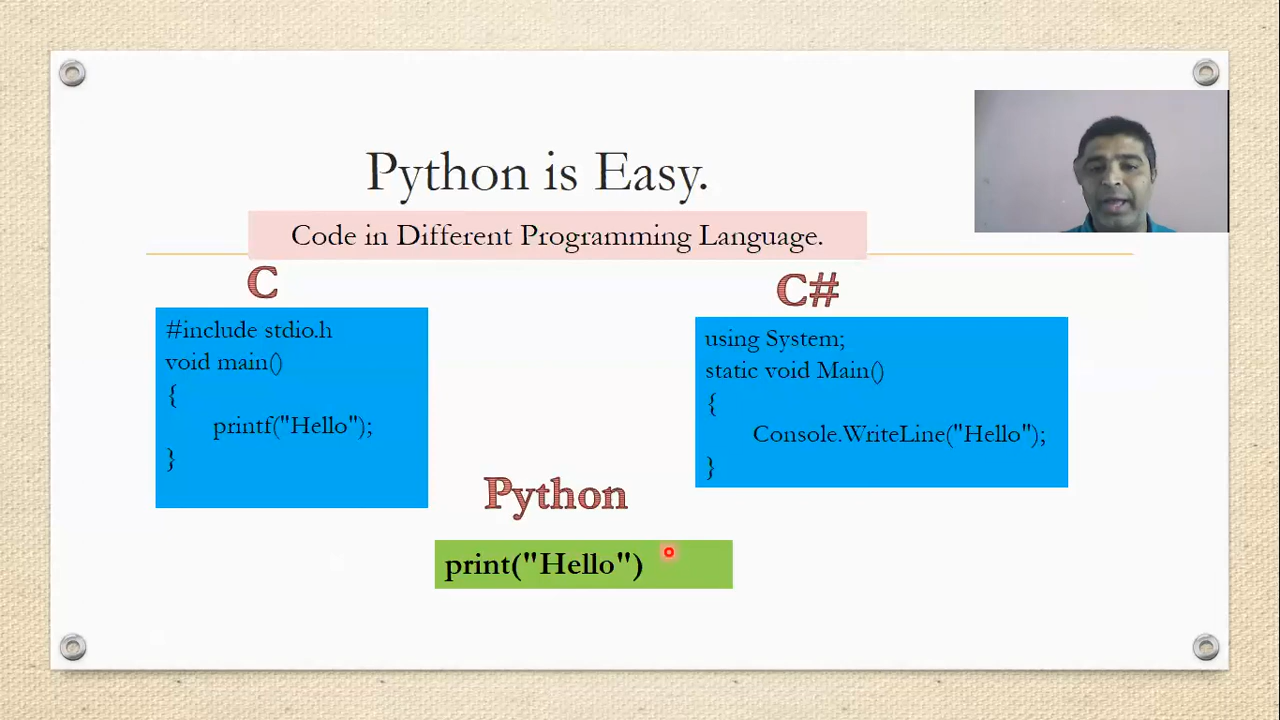 Python is Easy.
Code in Different Programming Language.
C
#include stdio.h
void main()
{
printf("Hello");
}
C#
using System;
static void Main()
{
Console.WriteLine("Hello");
}
Python
print("Hello")